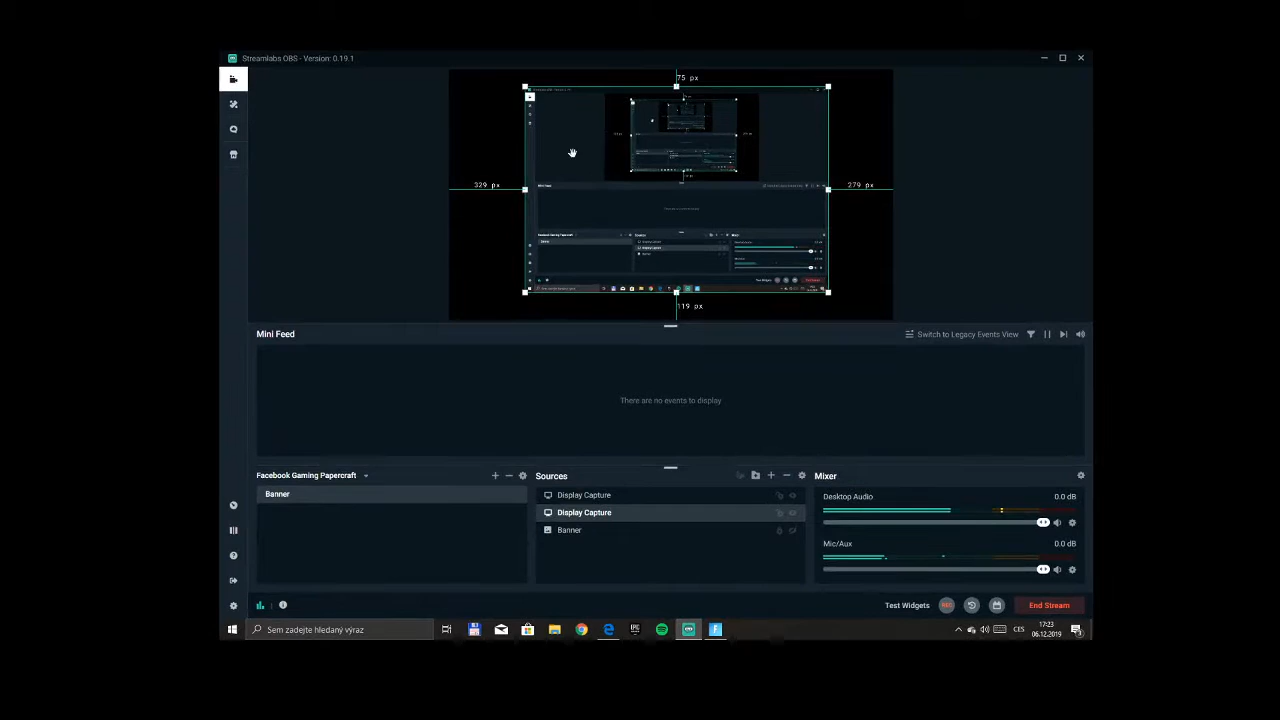 Streamlabs OBS - Version: 0.19.1
75 px
329 px
279 px
Mini Feed
119 px
Mini Feed
Switch to Legacy Events View
There are no events to display
Facebook Gaming Papercraft
Sources
Mixer
Banner
Display Capture
Desktop Audio
0.0 dB
Display Capture
Banner
Mic/Aux
0.0 dB
Test Widgets
REC
End Stream
Sem zadejte hledaný výraz
CES
17:23
06.12.2019